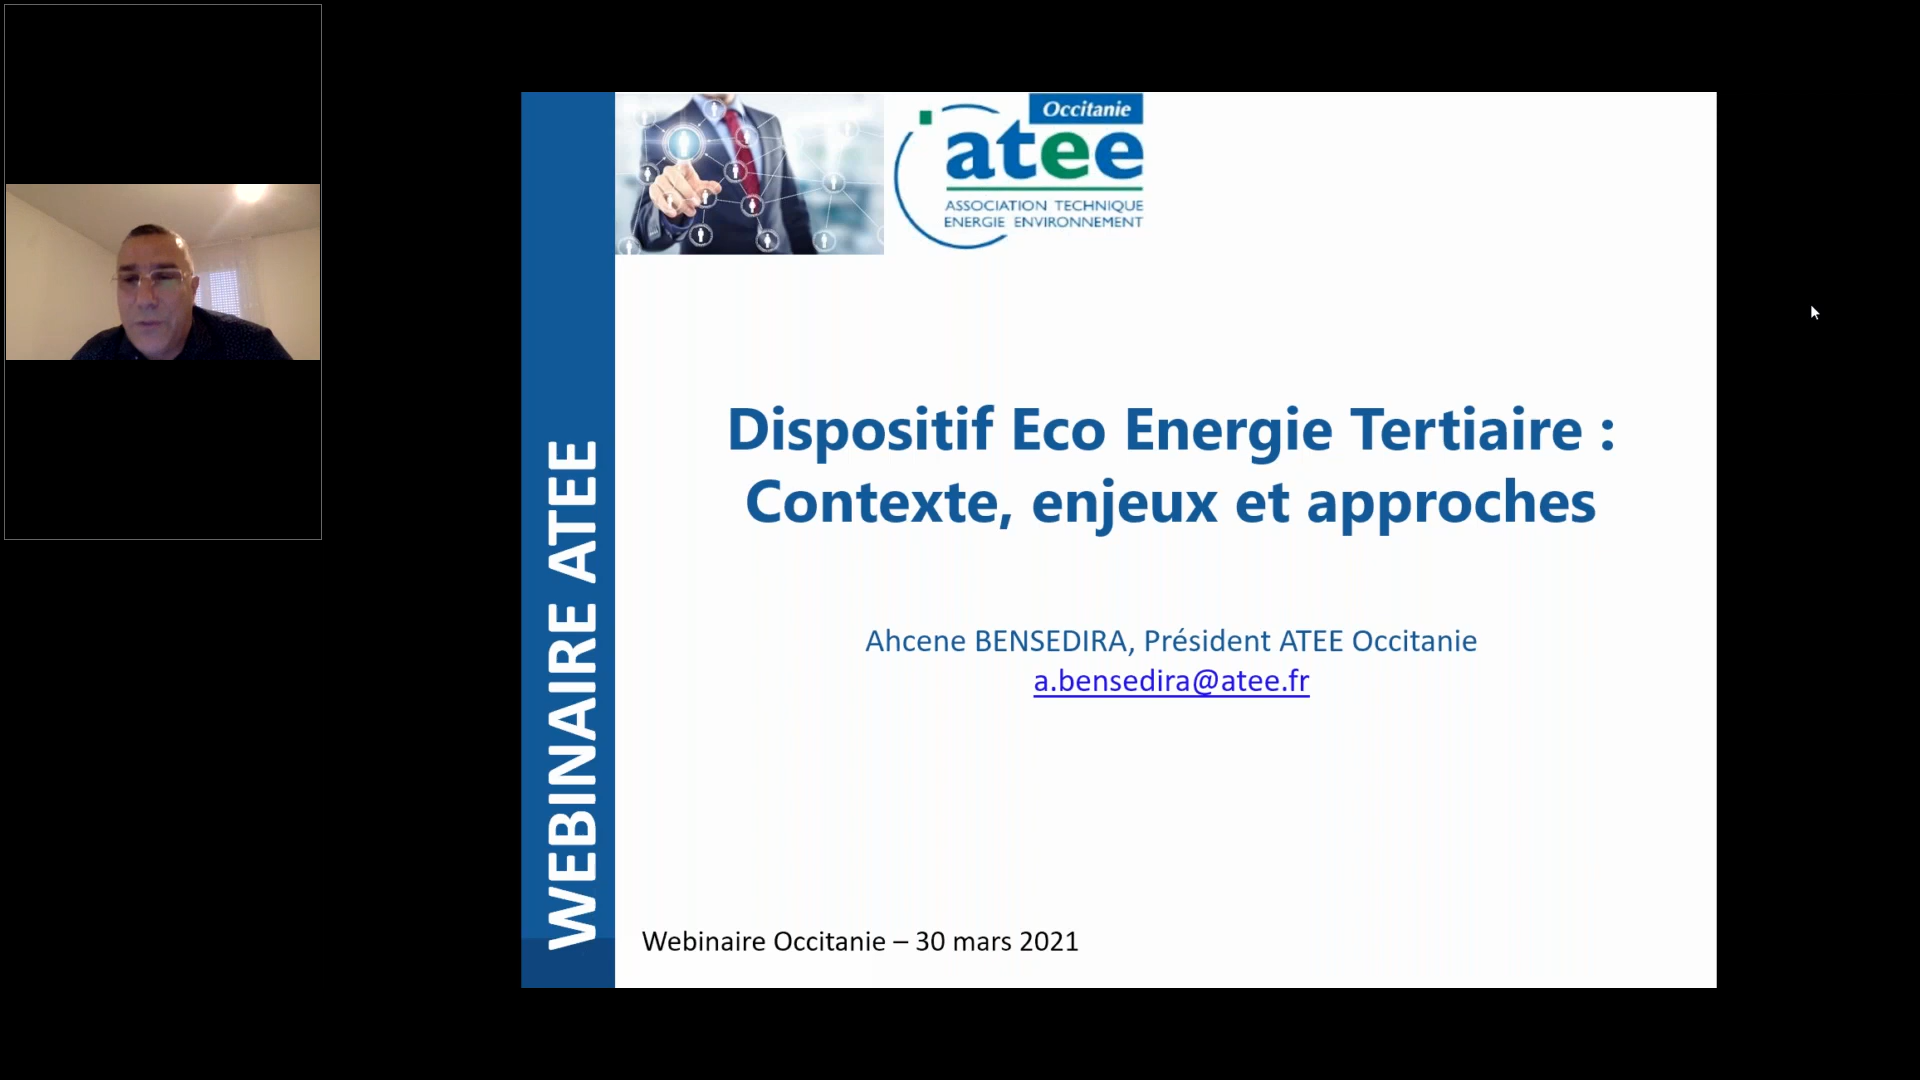 Occitanie
atee
ASSOCIATION TECHNIQUE
ENERGIE ENVIRONNEMENT
WEBINAIRE ATEE
Dispositif Eco Energie Tertiaire :
Contexte, enjeux et approches
Ahcene BENSEDIRA, Président ATEE Occitanie
a.bensedira@atee.fr
Webinaire Occitanie – 30 mars 2021